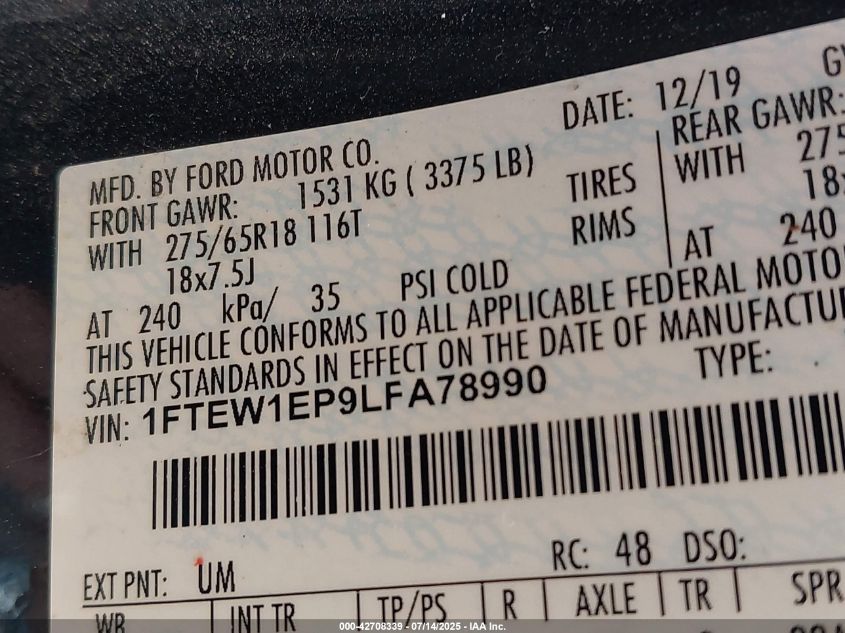 DATE: 12/19
MFD. BY FORD MOTOR CO.
FRONT GAWR: 1531 KG ( 3375 LB)
REAR GAWR:
WITH 275/65R18 116T TIRES
WITH
18x7.5J RIMS
AT 240 kPa/ 35 PSI COLD
AT 240
THIS VEHICLE CONFORMS TO ALL APPLICABLE FEDERAL
SAFETY STANDARDS IN EFFECT ON THE DATE OF
VIN: 1FTEW1EP9LFA78990
TYPE:
RC: 48 DSO:
EXT PNT: UM
WB INT TR TP/PS R AXLE TR SPR
000-42708339 - 07/14/2025 - IAA Inc.